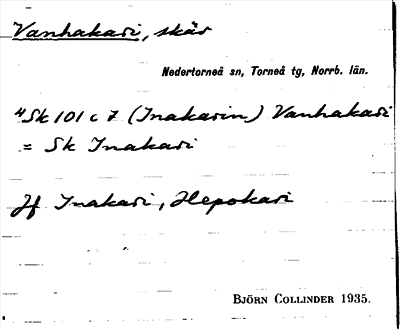 Vanhakari, skär
Nedertorneå sn, Torneå tg, Norrb. län.
"Sk 101 c 7 (Inakarin) Vanhakari
= Sk Inakari
Jf Inakari, Hepokari
BJÖRN COLLINDER 1935.